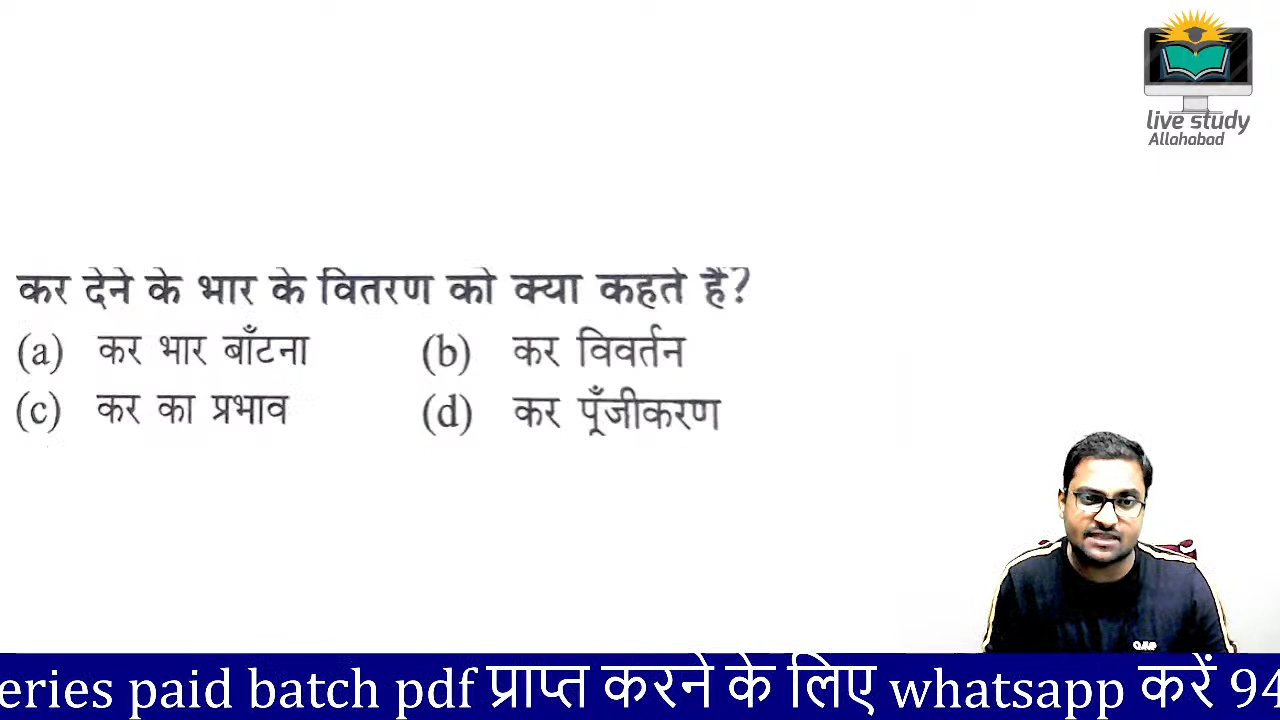 live study
Allahabad
कर देने के भार के वितरण को क्या कहते हैं?
(a) कर भार बाँटना (b) कर विवर्तन
(c) कर का प्रभाव (d) कर पूँजीकरण
eries paid batch pdf प्राप्त करने के लिए whatsapp करें 94